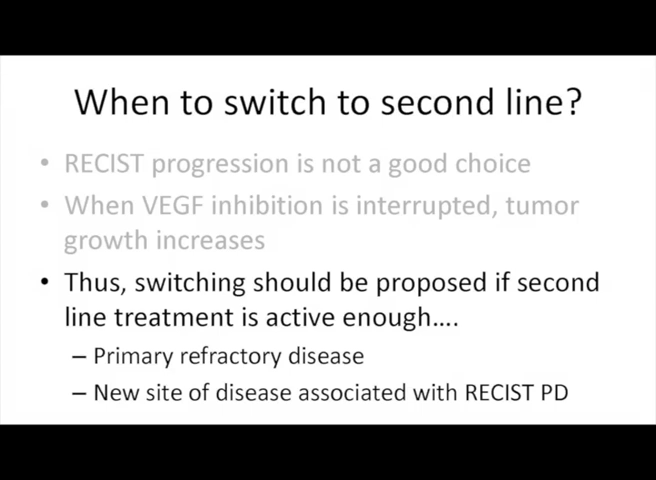 When to switch to second line?
• RECIST progression is not a good choice
• When VEGF inhibition is interrupted, tumor
growth increases
• Thus, switching should be proposed if second
line treatment is active enough….
– Primary refractory disease
– New site of disease associated with RECIST PD